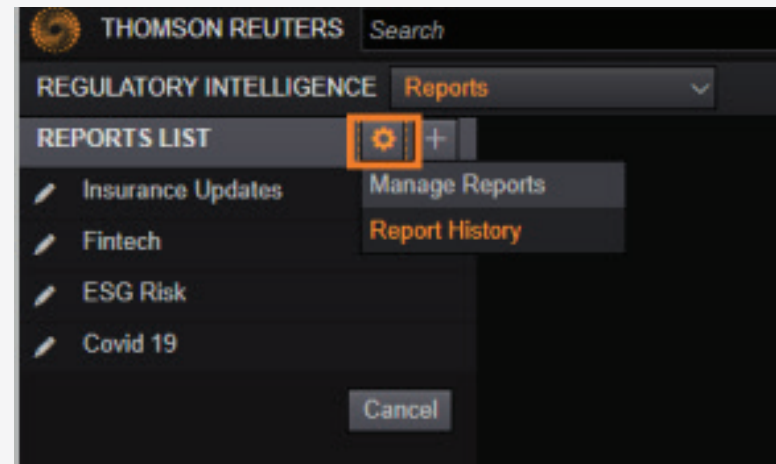 THOMSON REUTERS Search
REGULATORY INTELLIGENCE Reports
REPORTS LIST
Manage Reports
Report History
Insurance Updates
Fintech
ESG Risk
Covid 19
Cancel